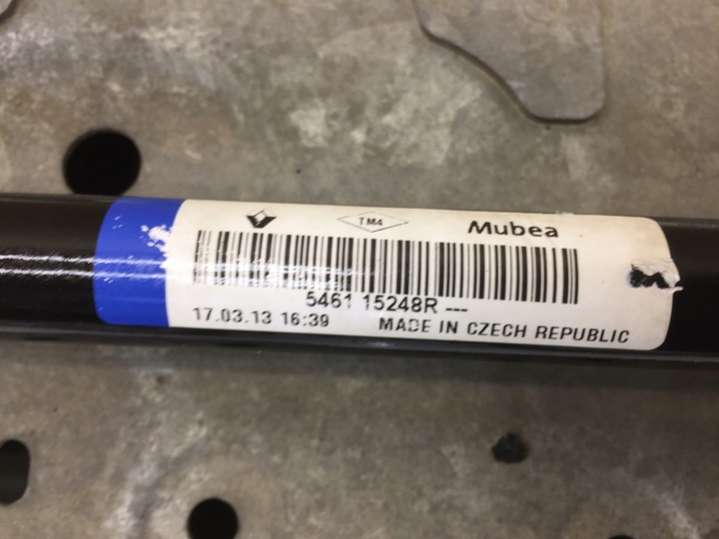 TM4 Mubea
5461 15248R ---
17.03.13 16:39 MADE IN CZECH REPUBLIC